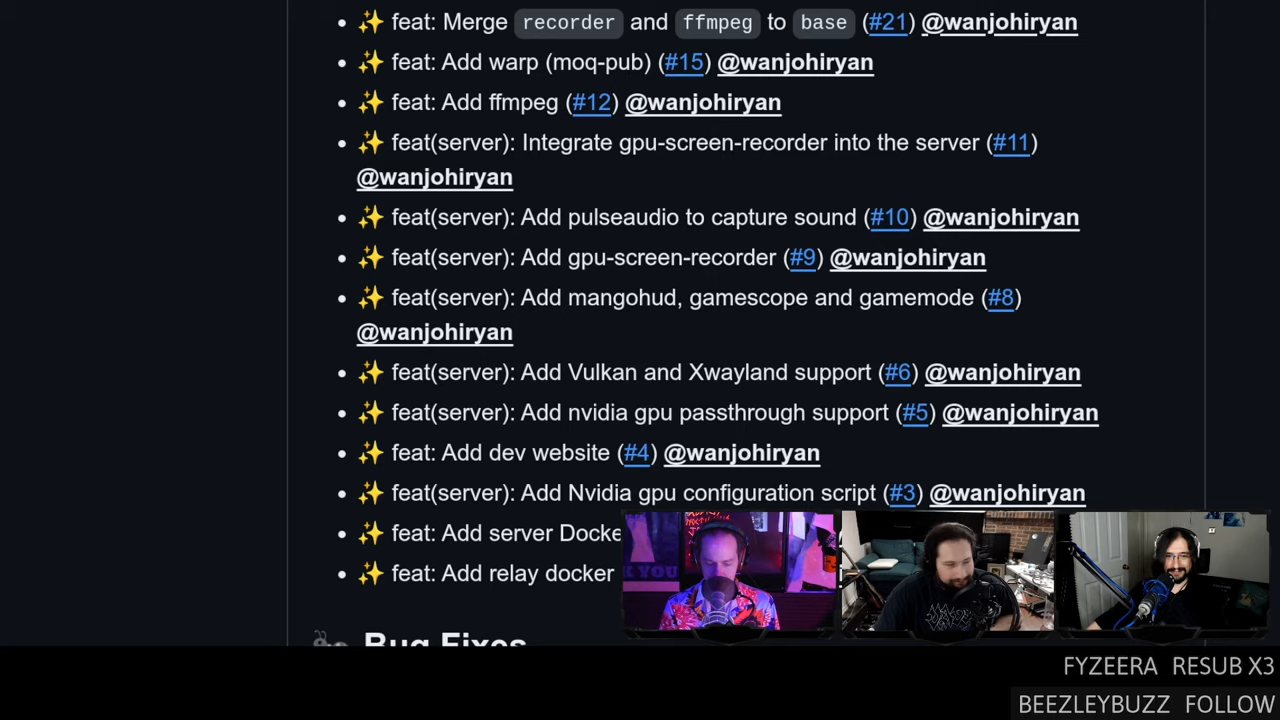 ✨ feat: Merge recorder and ffmpeg to base (#21) @wanjohiryan
✨ feat: Add warp (moq-pub) (#15) @wanjohiryan
✨ feat: Add ffmpeg (#12) @wanjohiryan
✨ feat(server): Integrate gpu-screen-recorder into the server (#11)
@wanjohiryan
✨ feat(server): Add pulseaudio to capture sound (#10) @wanjohiryan
✨ feat(server): Add gpu-screen-recorder (#9) @wanjohiryan
✨ feat(server): Add mangohud, gamescope and gamemode (#8)
@wanjohiryan
✨ feat(server): Add Vulkan and Xwayland support (#6) @wanjohiryan
✨ feat(server): Add nvidia gpu passthrough support (#5) @wanjohiryan
✨ feat: Add dev website (#4) @wanjohiryan
✨ feat(server): Add Nvidia gpu configuration script (#3) @wanjohiryan
✨ feat: Add server Docke
✨ feat: Add relay docker
Bug Fixes
FYZEERA RESUB X3
BEEZLEYBUZZ FOLLOW